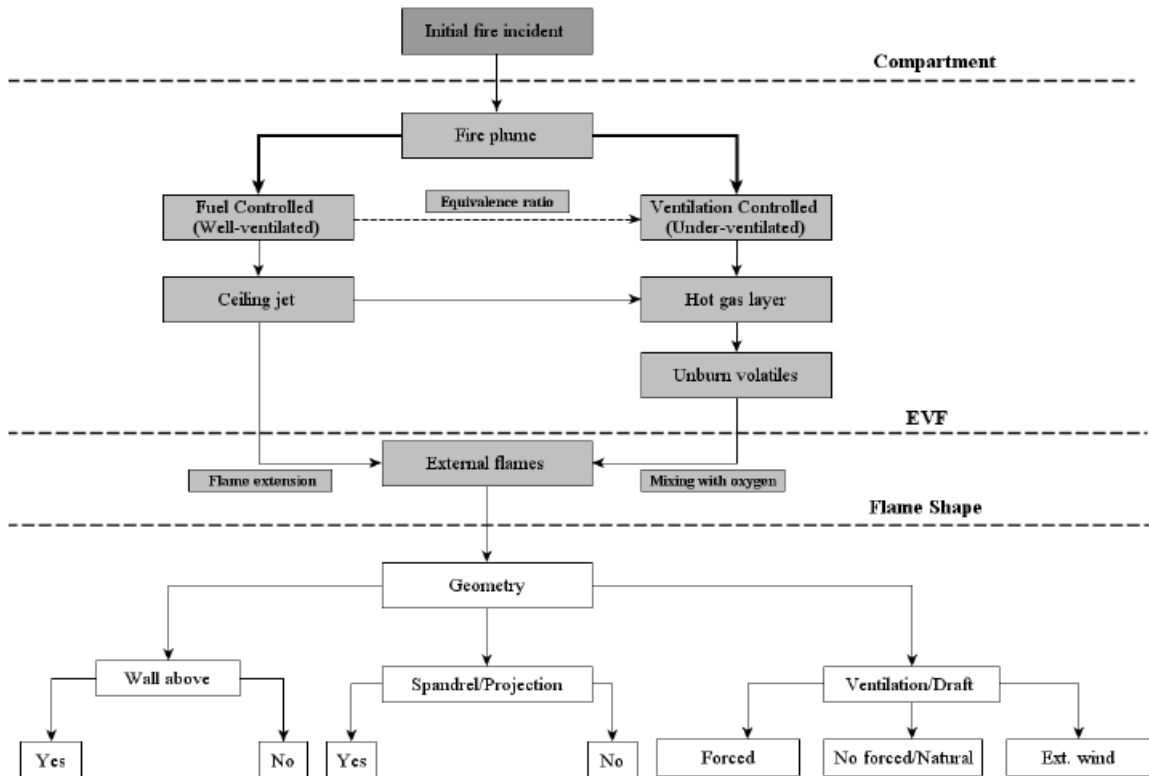 Initial fire incident
Compartment
Fire plume
Fuel Controlled
(Well-ventilated)
Equivalence ratio
Ventilation Controlled
(Under-ventilated)
Ceiling jet
Hot gas layer
Unburn volatiles
EVF
External flames
Flame extension
Mixing with oxygen
Flame Shape
Geometry
Wall above
Spandrel/Projection
Ventilation/Draft
Yes
No
Yes
No
Forced
No forced/Natural
Ext. wind